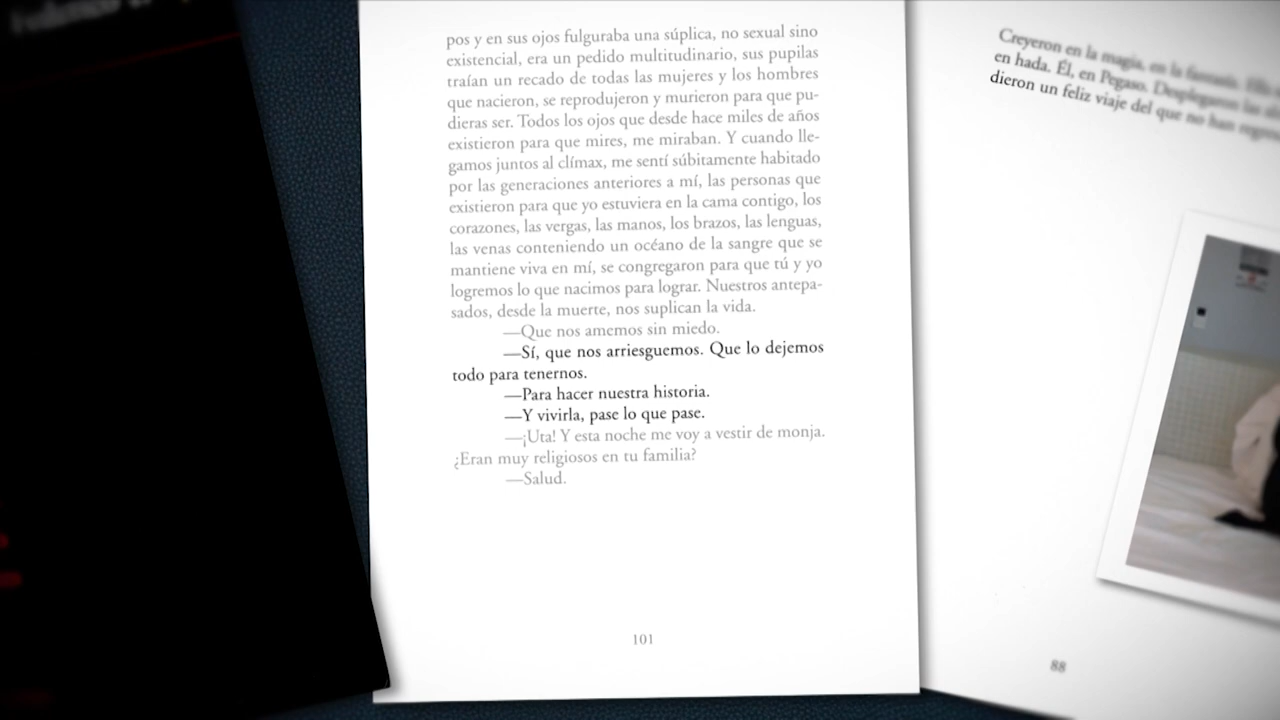 pos y en sus ojos fulguraba una súplica, no sexual sino
existencial, era un pedido multitudinario, sus pupilas
traían un recado de todas las mujeres y los hombres
que nacieron, se reprodujeron y murieron para que pu-
dieras ser. Todos los ojos que desde hace miles de años
existieron para que mires, me miraban. Y cuando lle-
gamos juntos al clímax, me sentí súbitamente habitado
por las generaciones anteriores a mí, las personas que
existieron para que yo estuviera en la cama contigo, los
corazones, las vergas, las manos, los brazos, las lenguas,
las venas conteniendo un océano de la sangre que se
mantiene viva en mí, se congregaron para que tú y yo
logremos lo que nacimos para lograr. Nuestros antepa-
sados, desde la muerte, nos suplican la vida.
—Que nos amemos sin miedo.
—Sí, que nos arriesguemos. Que lo dejemos
todo para tenernos.
—Para hacer nuestra historia.
—Y vivirla, pase lo que pase.
—¡Uta! Y esta noche me voy a vestir de monja.
¿Eran muy religiosos en tu familia?
—Salud.
101
Creyeron en la magia, en la fantasía.
en hada. Él, en Pegaso. Desplegaron las
dieron un feliz viaje del que no han
88